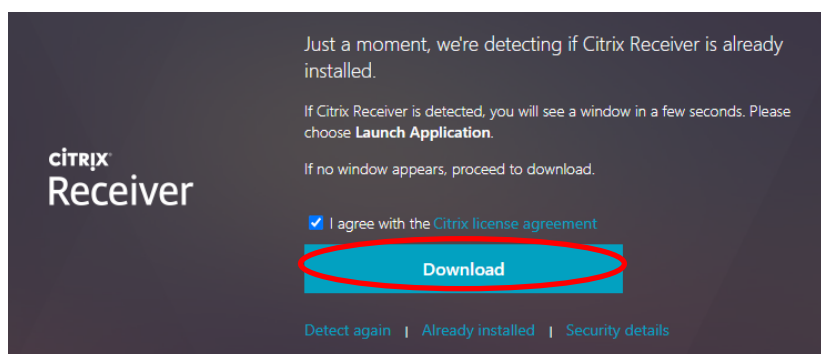 Just a moment, we're detecting if Citrix Receiver is already
installed.
If Citrix Receiver is detected, you will see a window in a few seconds. Please
choose Launch Application.
If no window appears, proceed to download.
CİTRIX
Receiver
I agree with the Citrix license agreement
Download
Detect again | Already installed | Security details